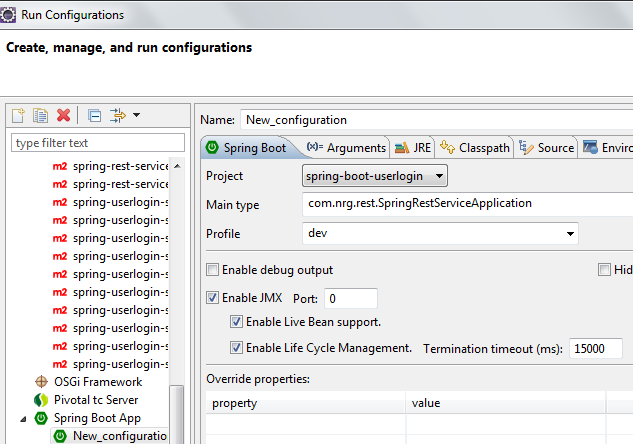 Run Configurations
Create, manage, and run configurations
type filter text
m2 spring-rest-service
m2 spring-rest-service
m2 spring-userlogin-s
m2 spring-userlogin-s
m2 spring-userlogin-s
m2 spring-userlogin-s
m2 spring-userlogin-s
m2 spring-userlogin-s
m2 spring-userlogin-s
m2 spring-userlogin-s
m2 spring-userlogin-s
m2 spring-userlogin-s
OSGi Framework
Pivotal tc Server
Spring Boot App
New_configuratio
Name: New_configuration
Spring Boot (x)= Arguments JRE Classpath Source Enviro
Project spring-boot-userlogin
Main type com.nrg.rest.SpringRestServiceApplication
Profile dev
Enable debug output Hid
Enable JMX Port: 0
Enable Live Bean support.
Enable Life Cycle Management. Termination timeout (ms): 15000
Override properties:
property value